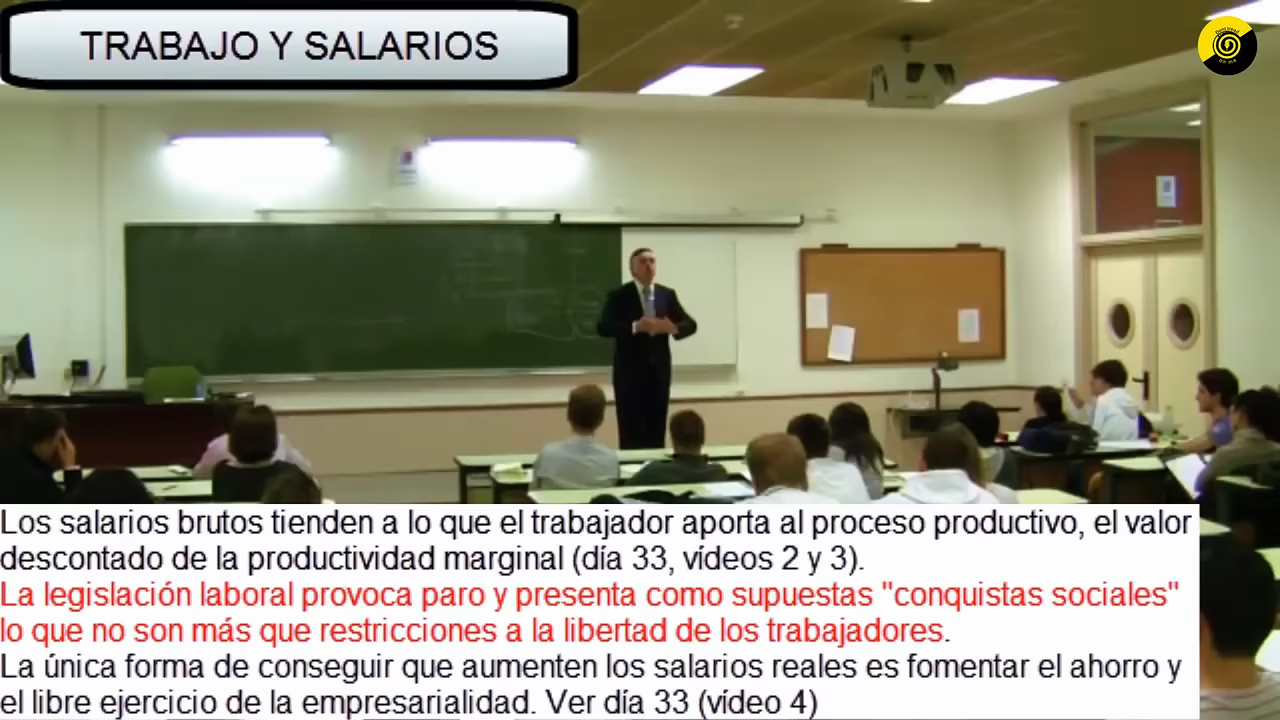 TRABAJO Y SALARIOS
Los salarios brutos tienden a lo que el trabajador aporta al proceso productivo, el valor
descontado de la productividad marginal (día 33, vídeos 2 y 3).
La legislación laboral provoca paro y presenta como supuestas "conquistas sociales"
lo que no son más que restricciones a la libertad de los trabajadores.
La única forma de conseguir que aumenten los salarios reales es fomentar el ahorro y
el libre ejercicio de la empresarialidad. Ver día 33 (vídeo 4)